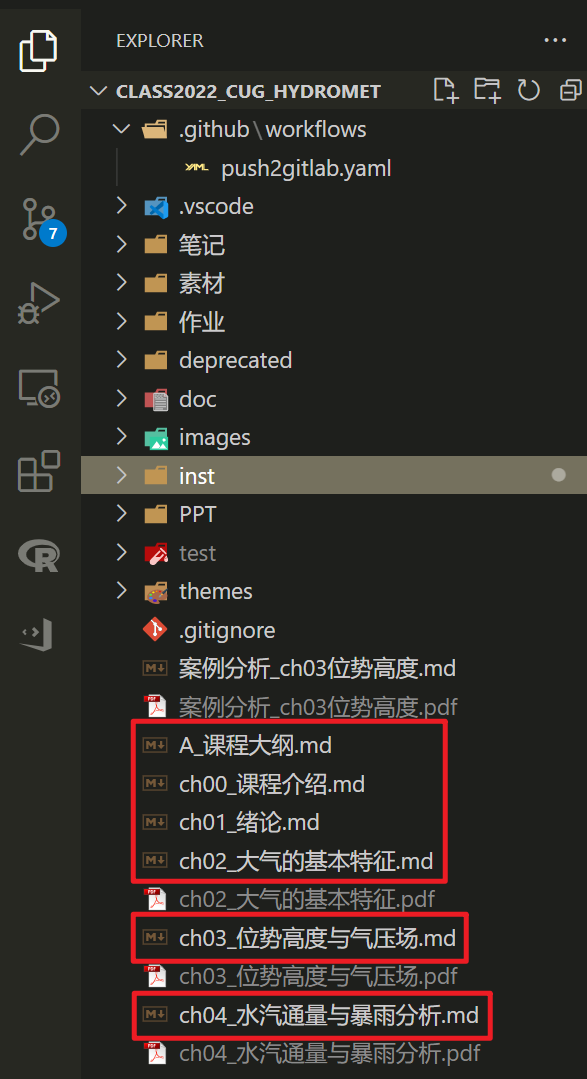 EXPLORER
CLASS2022_CUG_HYDROMET
.github\workflows
YAML push2gitlab.yaml
7
.vscode
笔记
素材
作业
deprecated
doc
images
inst
PPT
test
themes
.gitignore
M↓ 案例分析_ch03位势高度.md
PDF 案例分析_ch03位势高度.pdf
M↓ A_课程大纲.md
M↓ ch00_课程介绍.md
M↓ ch01_绪论.md
M↓ ch02_大气的基本特征.md
PDF ch02_大气的基本特征.pdf
M↓ ch03_位势高度与气压场.md
PDF ch03_位势高度与气压场.pdf
M↓ ch04_水汽通量与暴雨分析.md
PDF ch04_水汽通量与暴雨分析.pdf